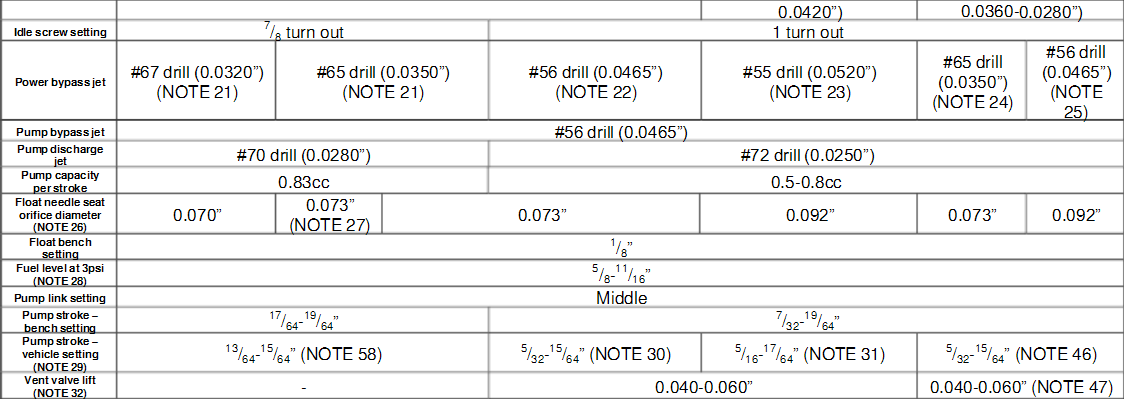 0.0420”) 0.0360-0.0280”)
Idle screw setting 7/8 turn out 1 turn out
Power bypass jet #67 drill (0.0320”) (NOTE 21) #65 drill (0.0350”) (NOTE 21) #56 drill (0.0465”) (NOTE 22) #55 drill (0.0520”) (NOTE 23) #65 drill (0.0350”) (NOTE 24) #56 drill (0.0465”) (NOTE 25)
Pump bypass jet #56 drill (0.0465”)
Pump discharge jet #70 drill (0.0280”) #72 drill (0.0250”)
Pump capacity per stroke 0.83cc 0.5-0.8cc
Float needle seat orifice diameter (NOTE 26) 0.070” 0.073” (NOTE 27) 0.073” 0.092” 0.073” 0.092”
Float bench setting 1/8”
Fuel level at 3psi (NOTE 28) 5/8-11/16”
Pump link setting Middle
Pump stroke – bench setting 17/64-19/64” 7/32-19/64”
Pump stroke – vehicle setting (NOTE 29) 13/64-15/64” (NOTE 58) 5/32-15/64” (NOTE 30) 5/16-17/64” (NOTE 31) 5/32-15/64” (NOTE 46)
Vent valve lift (NOTE 32) - 0.040-0.060” 0.040-0.060” (NOTE 47)